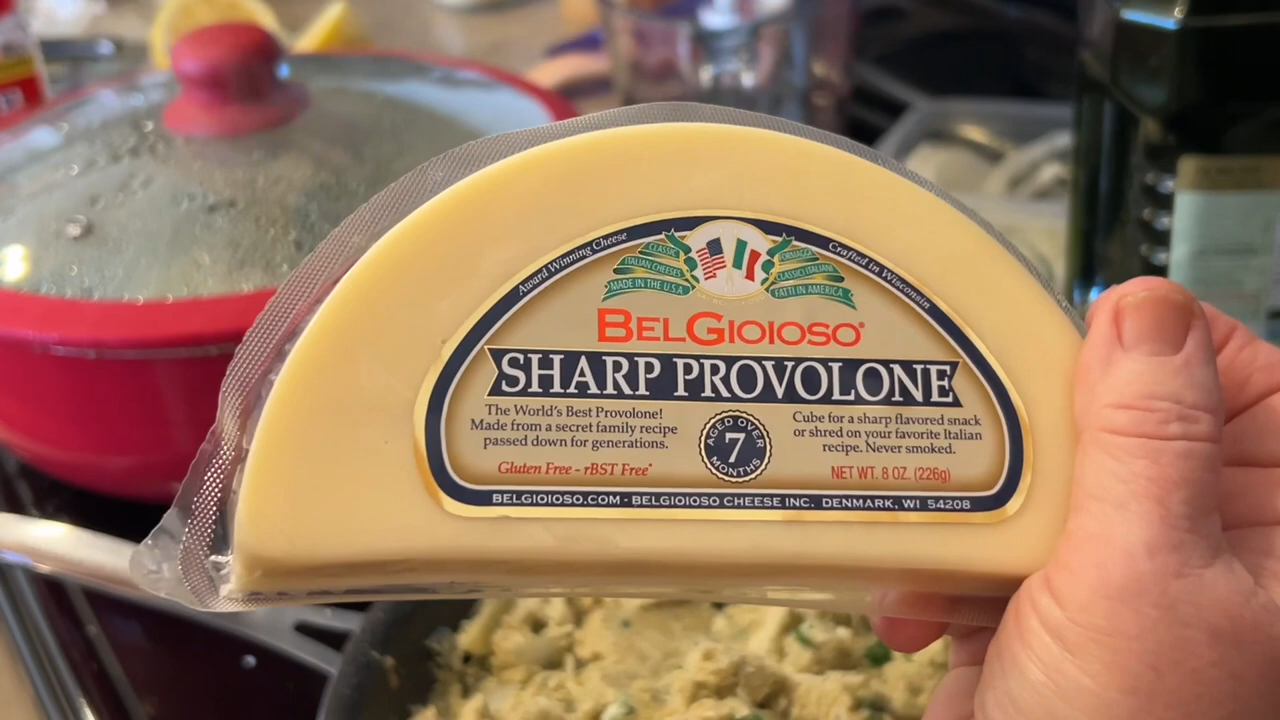 Award Winning Cheese
Crafted in Wisconsin
CLASSIC
ITALIAN CHEESES
MADE IN THE U.S.A
FORMAGGI
CLASSICI ITALIANI
FATTI IN AMERICA
BELGIOIOSO®
SHARP PROVOLONE
The World's Best Provolone!
Made from a secret family recipe
passed down for generations.
Gluten Free - rBST Free*
AGED OVER
7
MONTHS
Cube for a sharp flavored snack
or shred on your favorite Italian
recipe. Never smoked.
NET WT. 8 OZ. (226g)
BELGIOIOSO.COM - BELGIOIOSO CHEESE INC. DENMARK, WI 54208